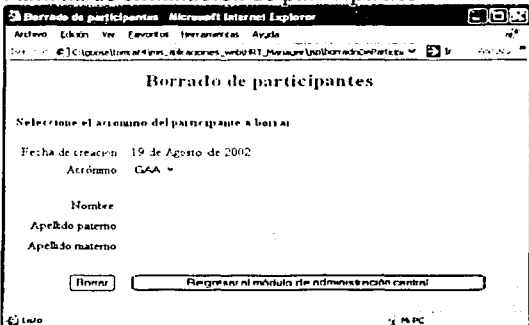 Borrado de participantes - Microsoft Internet Explorer
Archivo Edición Ver Favoritos Herramientas Ayuda
Ir
Borrado de participantes
Seleccione el acrónimo del participante a borrar
Fecha de creación 19 de Agosto de 2002
Acrónimo GAA
Nombre
Apellido paterno
Apellido materno
Borrar Regresar al módulo de administración central
Listo Mi PC